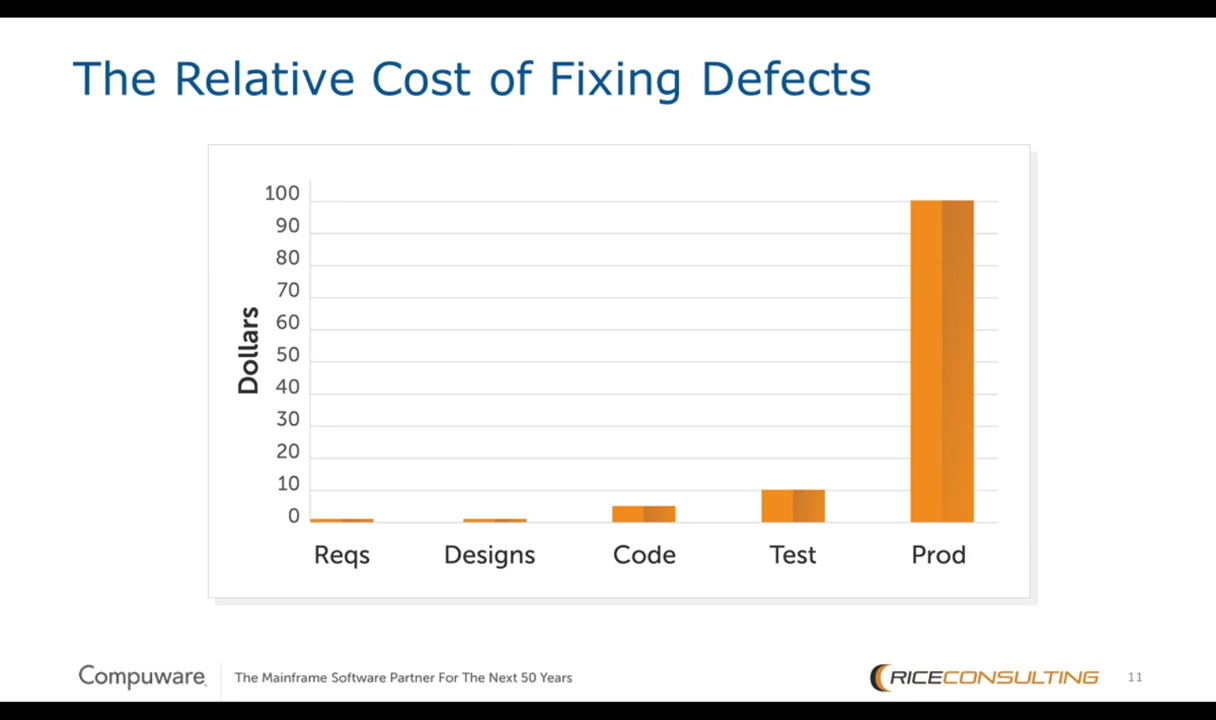 The Relative Cost of Fixing Defects
Dollars
100
90
80
70
60
50
40
30
20
10
0
Reqs Designs Code Test Prod
Compuware. The Mainframe Software Partner For The Next 50 Years RICECONSULTING 11